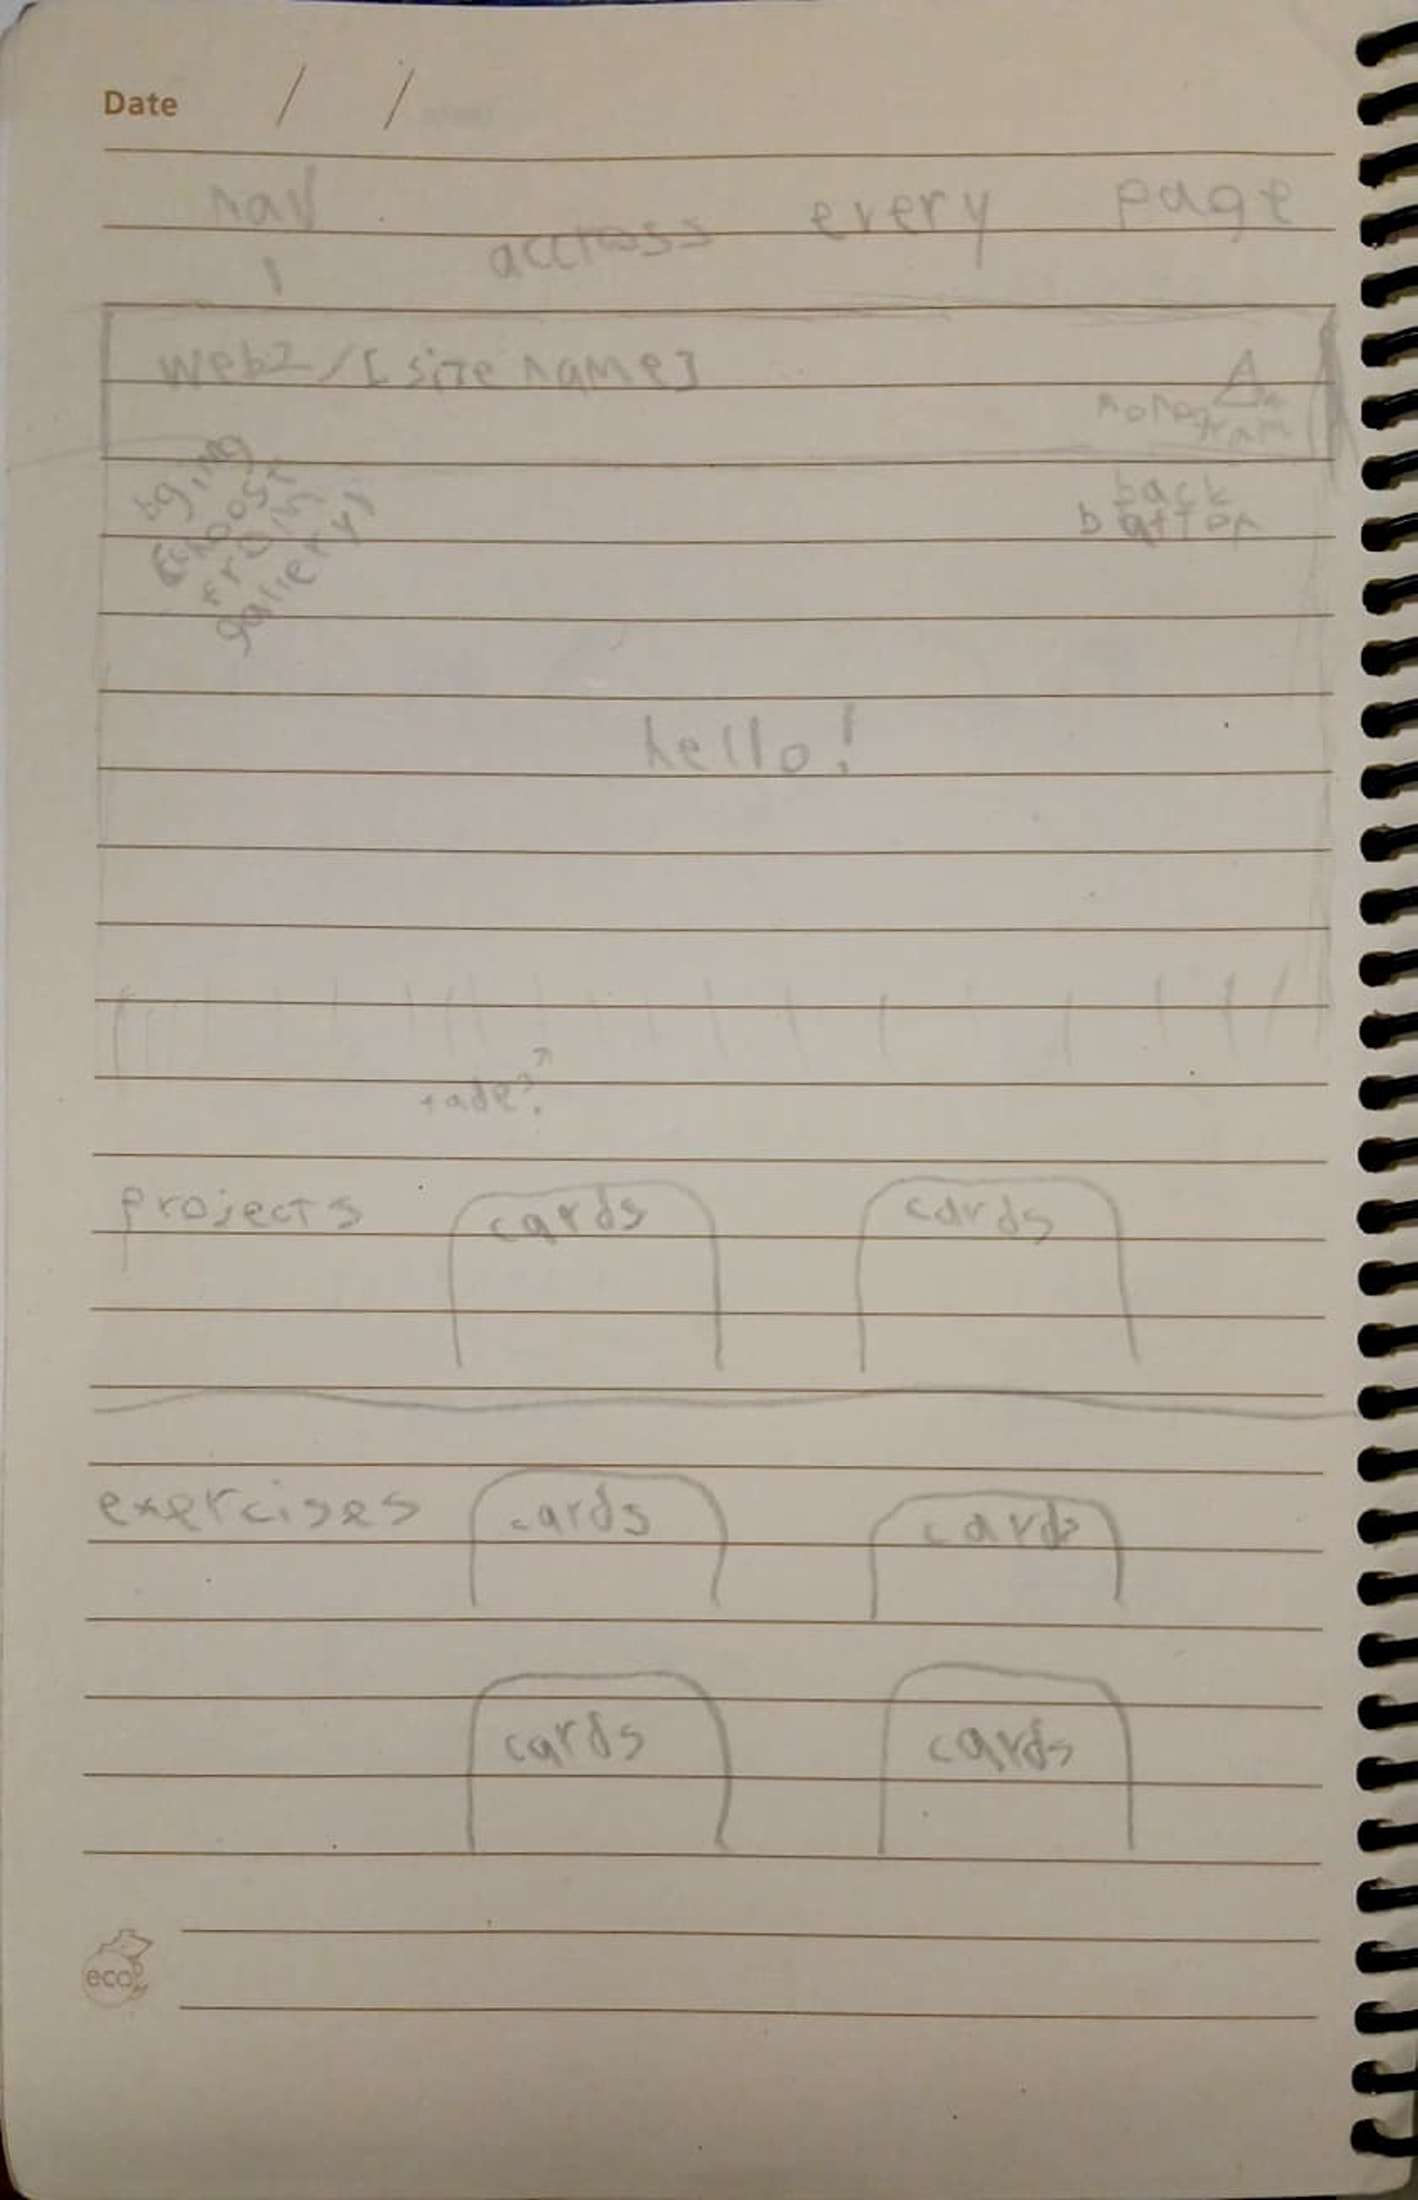 Date / /
nav accross every page
web2/[site name]
A
monogram
bg img
(choose
from
gallery)
back
button
hello!
fade?
projects cards cards
exercises cards cards
cards cards
eco